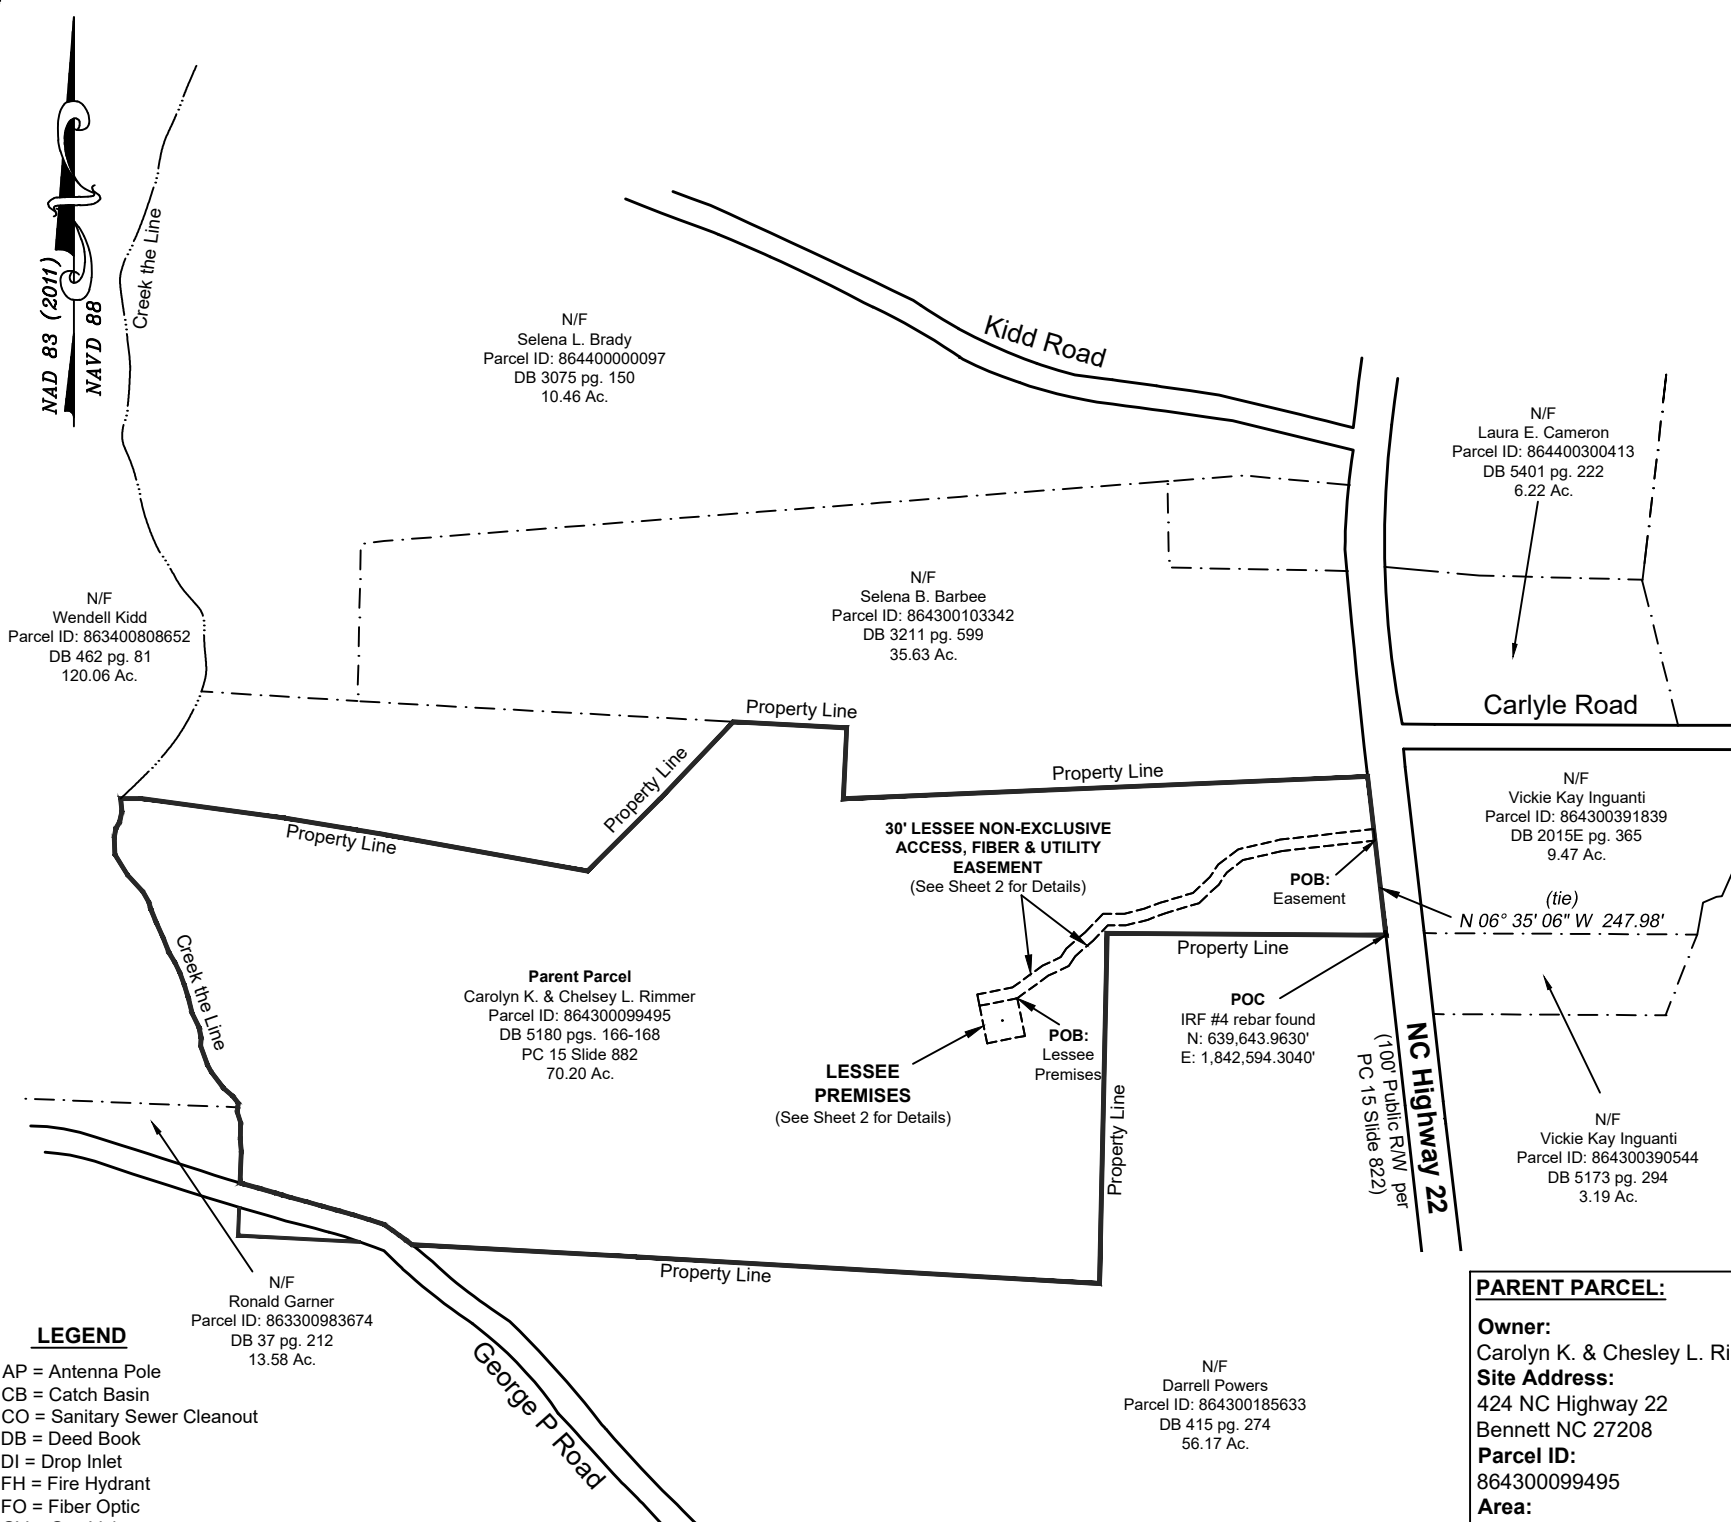 NAD 83 (2011)
NAVD 88
Creek the Line
Kidd Road
N/F
Selena L. Brady
Parcel ID: 864400000097
DB 3075 pg. 150
10.46 Ac.
N/F
Laura E. Cameron
Parcel ID: 864400300413
DB 5401 pg. 222
6.22 Ac.
N/F
Wendell Kidd
Parcel ID: 863400808652
DB 462 pg. 81
120.06 Ac.
N/F
Selena B. Barbee
Parcel ID: 864300103342
DB 3211 pg. 599
35.63 Ac.
Carlyle Road
Property Line
Property Line
Property Line
Property Line
N/F
Vickie Kay Inguanti
Parcel ID: 864300391839
DB 2015E pg. 365
9.47 Ac.
30' LESSEE NON-EXCLUSIVE
ACCESS, FIBER & UTILITY
EASEMENT
(See Sheet 2 for Details)
POB:
Easement
(tie)
N 06° 35' 06" W  247.98'
Property Line
Creek the Line
Parent Parcel
Carolyn K. & Chelsey L. Rimmer
Parcel ID: 864300099495
DB 5180 pgs. 166-168
PC 15 Slide 882
70.20 Ac.
POC
IRF #4 rebar found
N: 639,643.9630'
E: 1,842,594.3040'
POB:
Lessee
Premises
LESSEE
PREMISES
(See Sheet 2 for Details)
Property Line
NC Highway 22
(100' Public R/W per
PC 15 Slide 822)
N/F
Vickie Kay Inguanti
Parcel ID: 864300390544
DB 5173 pg. 294
3.19 Ac.
Property Line
N/F
Ronald Garner
Parcel ID: 863300983674
DB 37 pg. 212
13.58 Ac.
George P Road
N/F
Darrell Powers
Parcel ID: 864300185633
DB 415 pg. 274
56.17 Ac.
LEGEND
AP = Antenna Pole
CB = Catch Basin
CO = Sanitary Sewer Cleanout
DB = Deed Book
DI = Drop Inlet
FH = Fire Hydrant
FO = Fiber Optic
PARENT PARCEL:
Owner:
Carolyn K. & Chesley L. Ri
Site Address:
424 NC Highway 22
Bennett NC 27208
Parcel ID:
864300099495
Area: